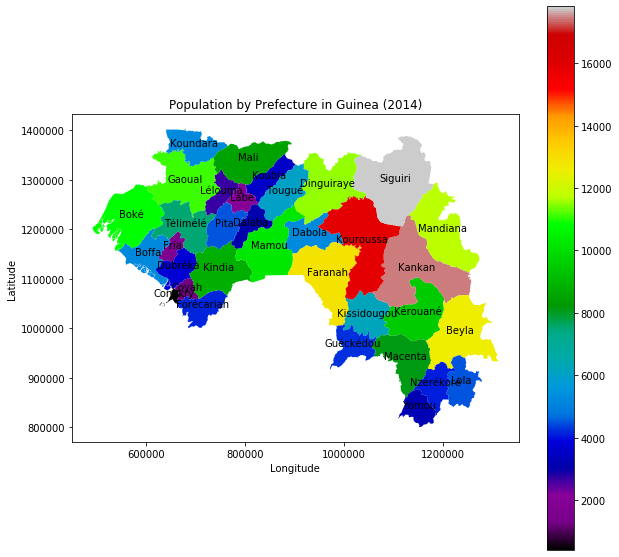 Population by Prefecture in Guinea (2014)
16000
14000
12000
10000
8000
6000
4000
2000
1400000
1300000
1200000
1100000
1000000
900000
800000
Latitude
600000
800000
1000000
1200000
Longitude
Koundara
Mali
Gaoual
Koubia
Siguiri
Lélouma
Tougué
Dinguiraye
Labé
Boké
Télimélé
Pita
Dalaba
Mandiana
Dabola
Kouroussa
Fria
Mamou
Boffa
Dubréka
Kindia
Faranah
Kankan
Coyah
Conakry
Forécariah
Kissidougou
Kérouané
Beyla
Guéckédou
Macenta
Nzérékoré
Lola
Yomou